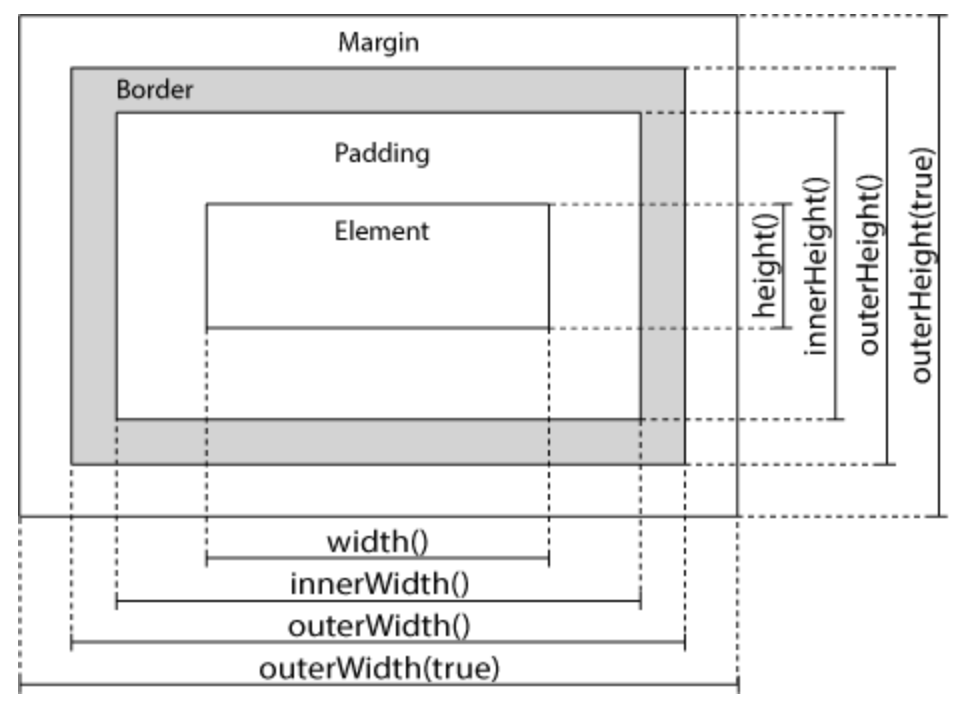 Margin
Border
Padding
Element
height()
innerHeight()
outerHeight()
outerHeight(true)
width()
innerWidth()
outerWidth()
outerWidth(true)